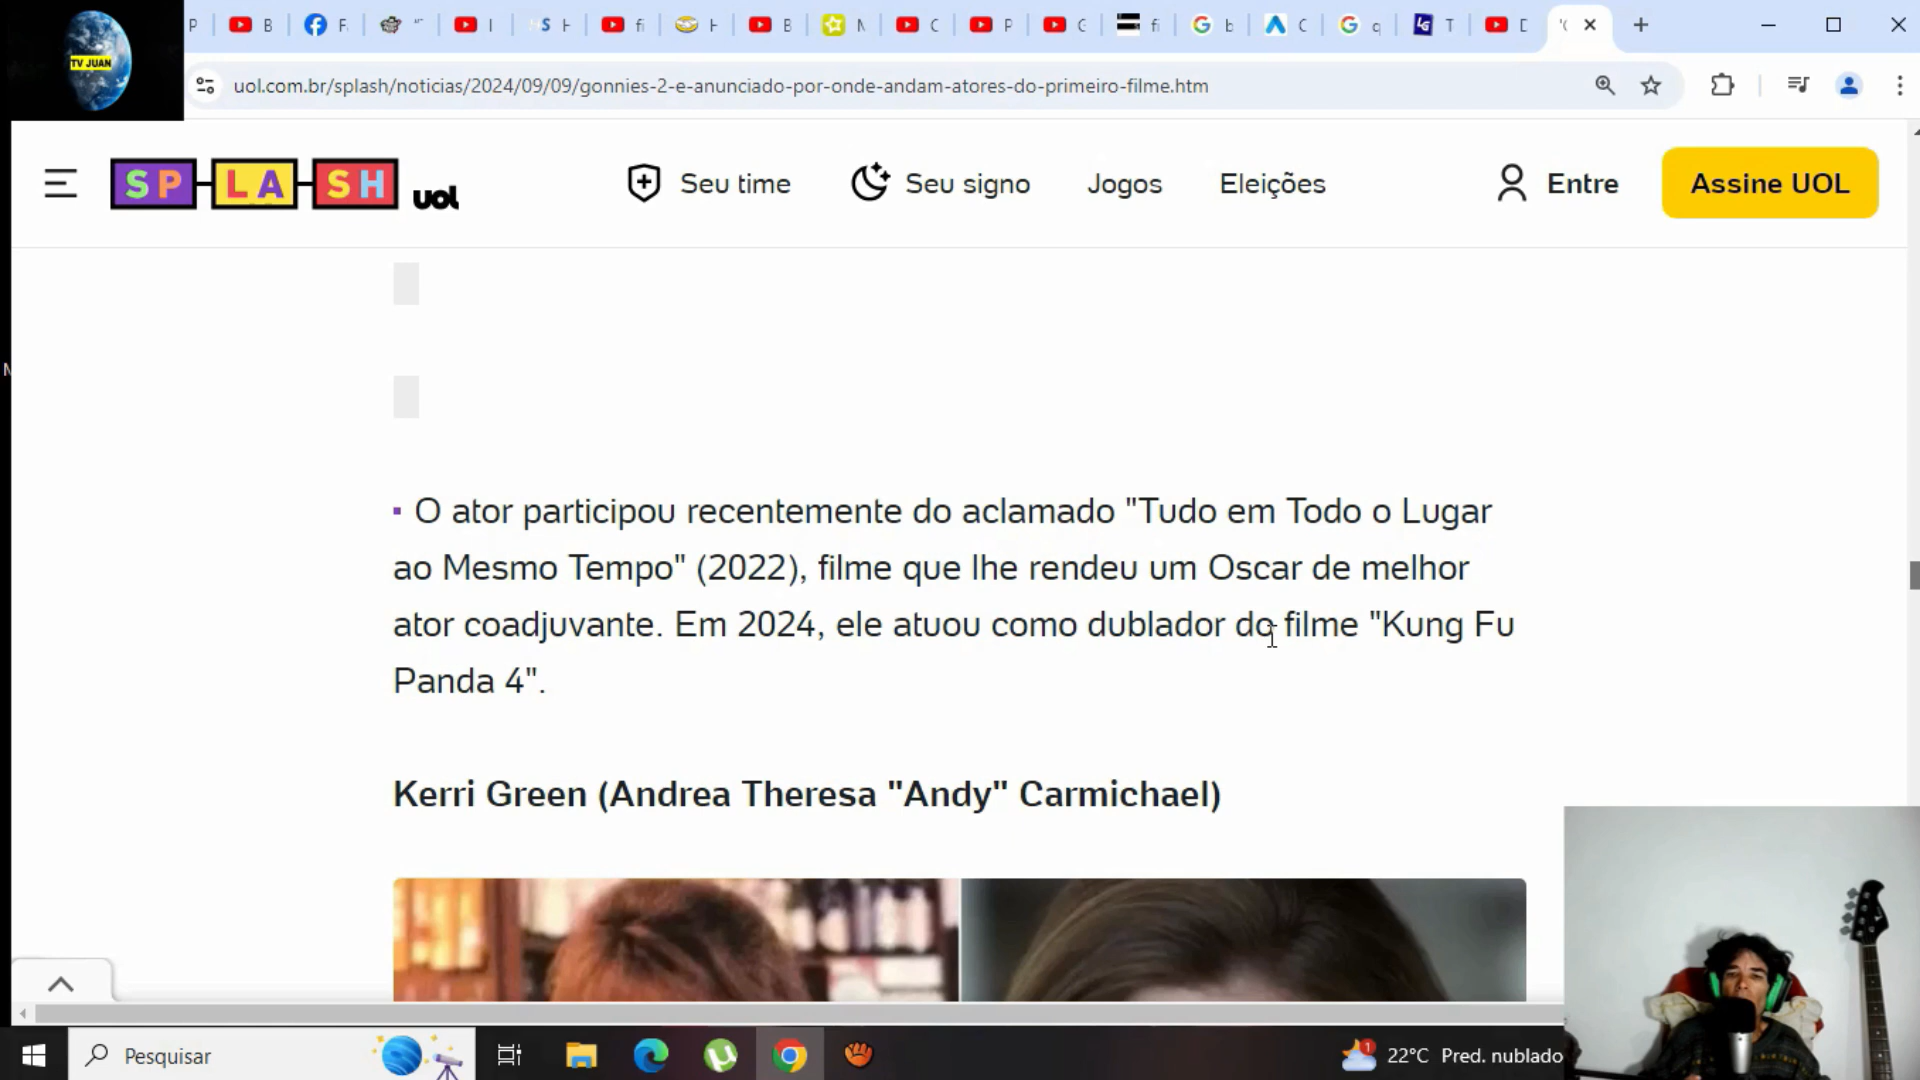 TV JUAN
P
B
F
"
I
S H
fi
H
B
M
C
P
C
fi
b
C
q
T
D
'(
uol.com.br/splash/noticias/2024/09/09/gonnies-2-e-anunciado-por-onde-andam-atores-do-primeiro-filme.htm
SPLASH uol
Seu time
Seu signo
Jogos
Eleições
Entre
Assine UOL
▪ O ator participou recentemente do aclamado "Tudo em Todo o Lugar
ao Mesmo Tempo" (2022), filme que lhe rendeu um Oscar de melhor
ator coadjuvante. Em 2024, ele atuou como dublador do filme "Kung Fu
Panda 4".
Kerri Green (Andrea Theresa "Andy" Carmichael)
Pesquisar
1
22°C Pred. nublado